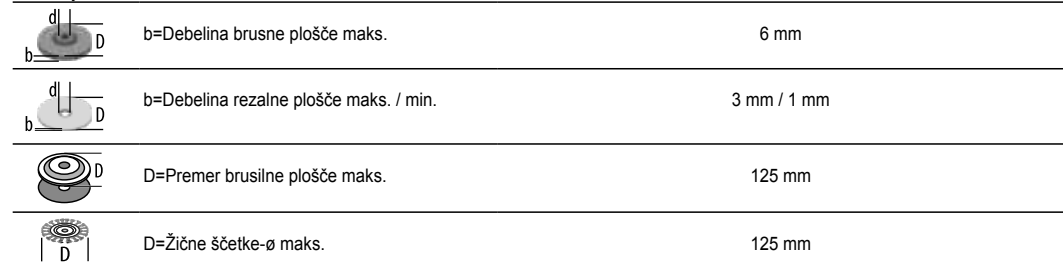 d
D
b
b=Debelina brusne plošče maks. 6 mm
d
D
b
b=Debelina rezalne plošče maks. / min. 3 mm / 1 mm
D
D=Premer brusilne plošče maks. 125 mm
D
D=Žične ščetke-ø maks. 125 mm